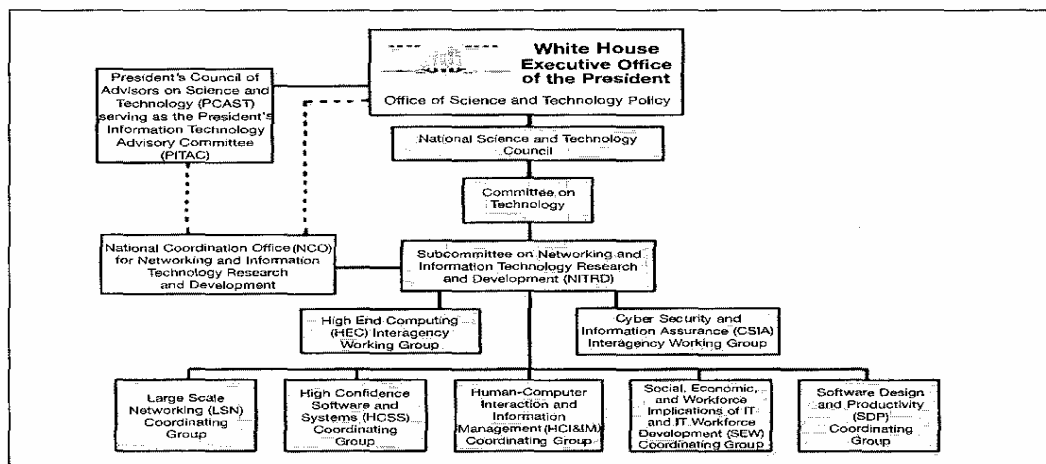 White House
Executive Office
of the President
Office of Science and Technology Policy
President's Council of
Advisors on Science and
Technology (PCAST)
serving as the President's
Information Technology
Advisory Committee
(PITAC)
National Science and Technology
Council
Committee on
Technology
National Coordination Office (NCO)
for Networking and Information
Technology Research
and Development
Subcommittee on Networking and
Information Technology Research
and Development (NITRD)
High End Computing
(HEC) Interagency
Working Group
Cyber Security and
Information Assurance (CSIA)
Interagency Working Group
Large Scale
Networking (LSN)
Coordinating
Group
High Confidence
Software and
Systems (HCSS)
Coordinating
Group
Human-Computer
Interaction and
Information
Management (HCI&IM)
Coordinating Group
Social, Economic,
and Workforce
Implications of IT
and IT Workforce
Development (SEW)
Coordinating Group
Software Design
and Productivity
(SDP)
Coordinating
Group